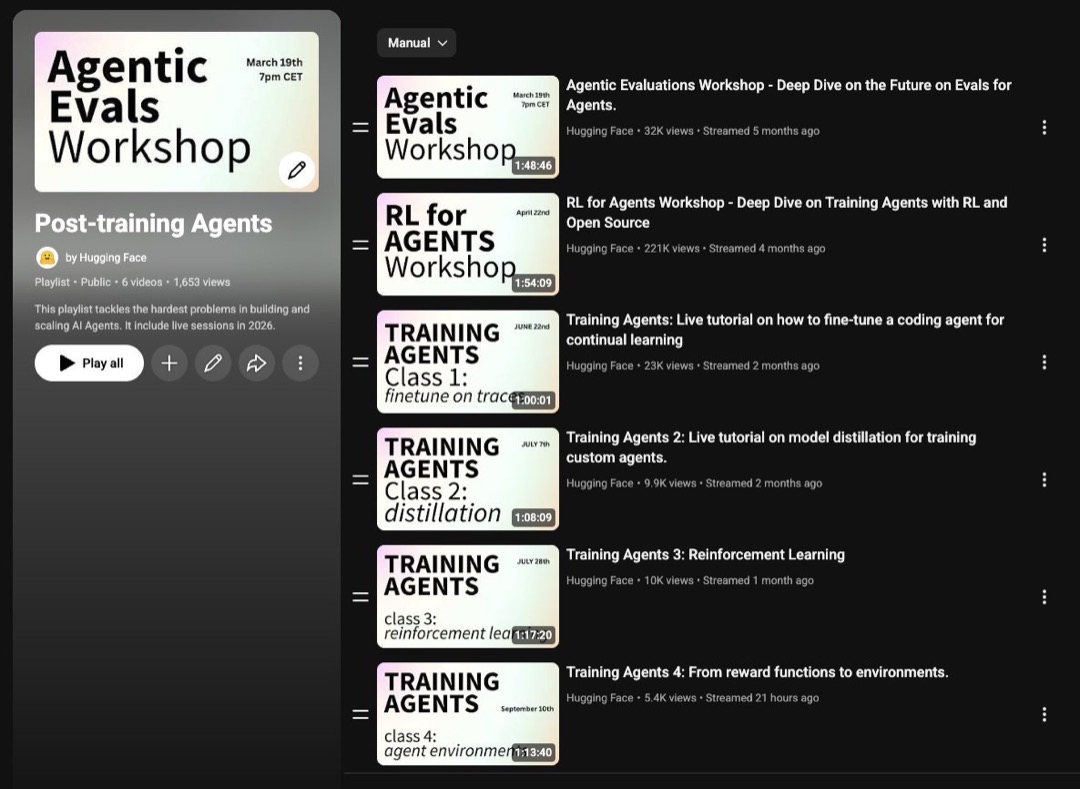 Agentic
Evals
Workshop
March 19th
7pm CET
Post-training Agents
by Hugging Face
Playlist • Public • 6 videos • 1,653 views
This playlist tackles the hardest problems in building and
scaling AI Agents. It include live sessions in 2026.
Play all
Manual
Agentic
Evals
Workshop
March 19th
7pm CET
1:48:46
Agentic Evaluations Workshop - Deep Dive on the Future on Evals for
Agents.
Hugging Face • 32K views • Streamed 5 months ago
RL for
AGENTS
Workshop
April 22nd
1:54:09
RL for Agents Workshop - Deep Dive on Training Agents with RL and
Open Source
Hugging Face • 221K views • Streamed 4 months ago
TRAINING
AGENTS
Class 1:
finetune on traces
JUNE 22nd
1:00:01
Training Agents: Live tutorial on how to fine-tune a coding agent for
continual learning
Hugging Face • 23K views • Streamed 2 months ago
TRAINING
AGENTS
Class 2:
distillation
JULY 7th
1:08:09
Training Agents 2: Live tutorial on model distillation for training
custom agents.
Hugging Face • 9.9K views • Streamed 2 months ago
TRAINING
AGENTS
class 3:
reinforcement learning
JULY 28th
1:17:20
Training Agents 3: Reinforcement Learning
Hugging Face • 10K views • Streamed 1 month ago
TRAINING
AGENTS
class 4:
agent environments
September 10th
1:13:40
Training Agents 4: From reward functions to environments.
Hugging Face • 5.4K views • Streamed 21 hours ago